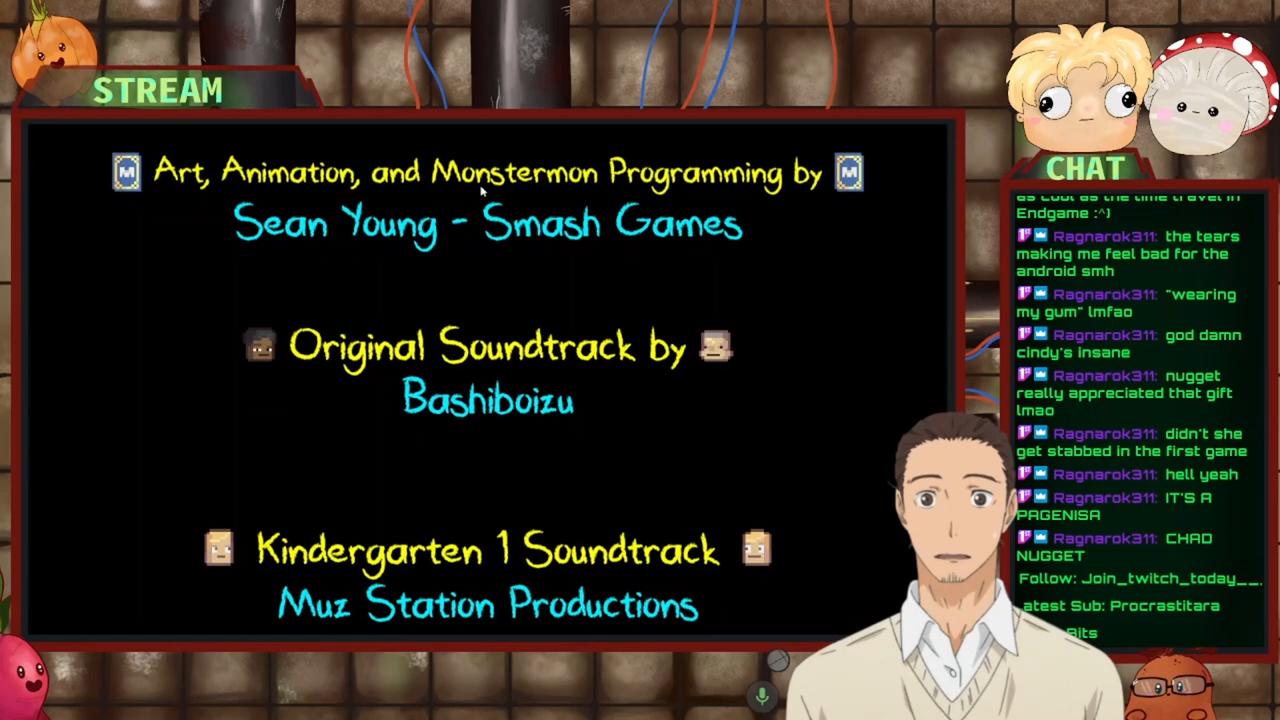 STREAM
Art, Animation, and Monstermon Programming by
Sean Young - Smash Games
Original Soundtrack by
Bashiboizu
Kindergarten 1 Soundtrack
Muz Station Productions
CHAT
as cool as the time travel in
Endgame :^)
Ragnarok311: the tears
making me feel bad for the
android smh
Ragnarok311: "wearing
my gum" lmfao
Ragnarok311: god damn
cindy's insane
Ragnarok311: nugget
really appreciated that gift
lmao
Ragnarok311: didn't she
get stabbed in the first game
Ragnarok311: hell yeah
Ragnarok311: IT'S A
PAGENISA
Ragnarok311: CHAD
NUGGET
Follow: Join_twitch_today__
atest Sub: Procrastitara
Bits